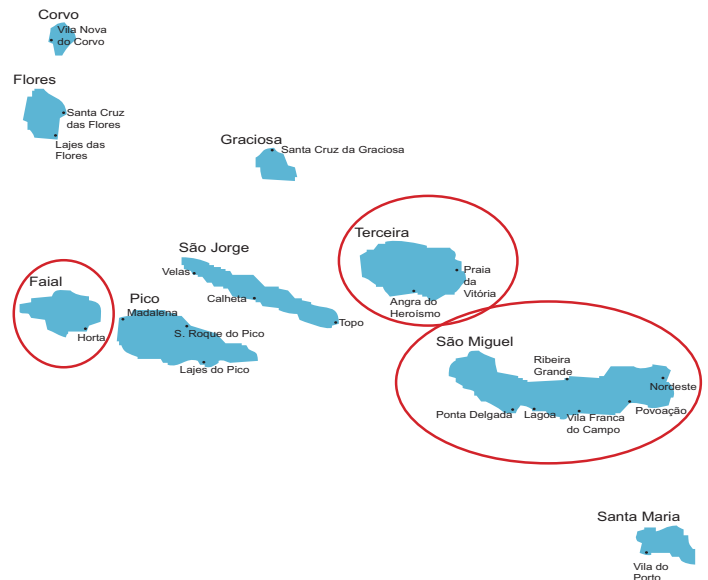 Corvo
Vila Nova
do Corvo
Flores
Santa Cruz
das Flores
Lajes das
Flores
Graciosa
Santa Cruz da Graciosa
Terceira
Praia
da
Vitória
Angra do
Heroísmo
São Jorge
Velas
Calheta
Topo
Faial
Horta
Pico
Madalena
S. Roque do Pico
Lajes do Pico
São Miguel
Ribeira
Grande
Nordeste
Ponta Delgada
Lagoa
Vila Franca
do Campo
Povoação
Santa Maria
Vila do
Porto